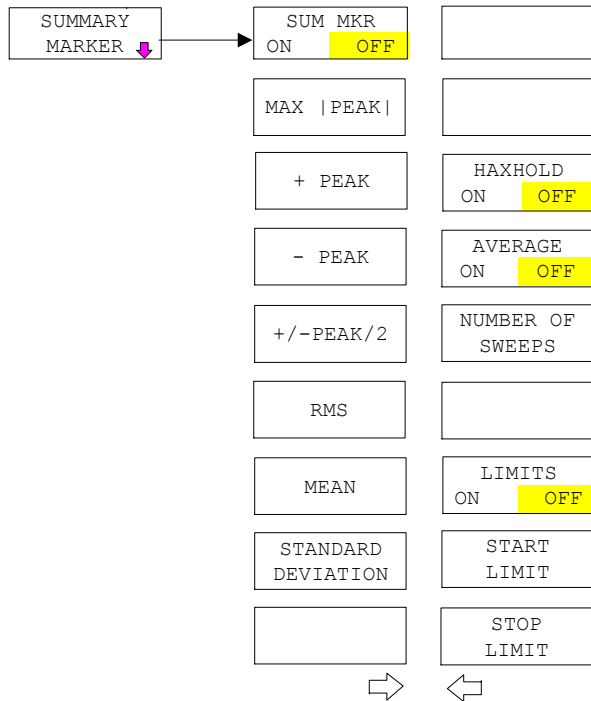 SUMMARY
MARKER
SUM MKR
ON OFF
MAX |PEAK|
+ PEAK
- PEAK
+/-PEAK/2
RMS
MEAN
STANDARD
DEVIATION
HAXHOLD
ON OFF
AVERAGE
ON OFF
NUMBER OF
SWEEPS
LIMITS
ON OFF
START
LIMIT
STOP
LIMIT